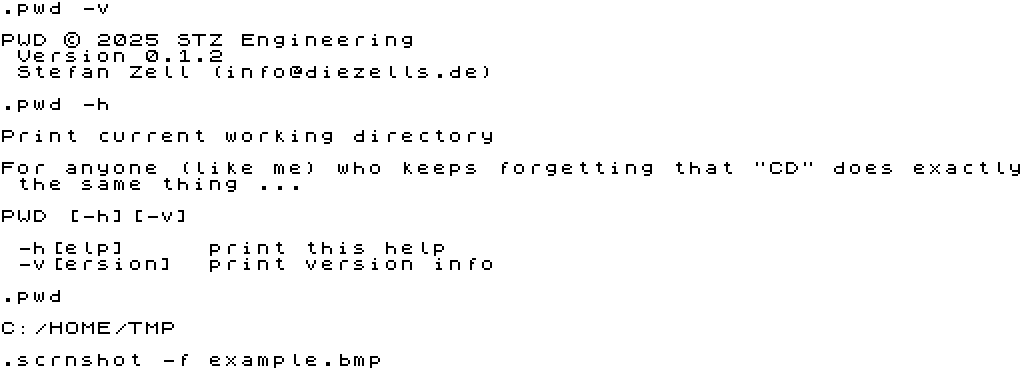 .pwd -v
PWD © 2025 STZ Engineering
 Version 0.1.2
 Stefan Zell (info@diezells.de)
.pwd -h
Print current working directory
For anyone (like me) who keeps forgetting that "CD" does exactly
 the same thing ...
PWD [-h][-v]
 -h[elp]     print this help
 -v[ersion]  print version info
.pwd
C:/HOME/TMP
.scrnshot -f example.bmp